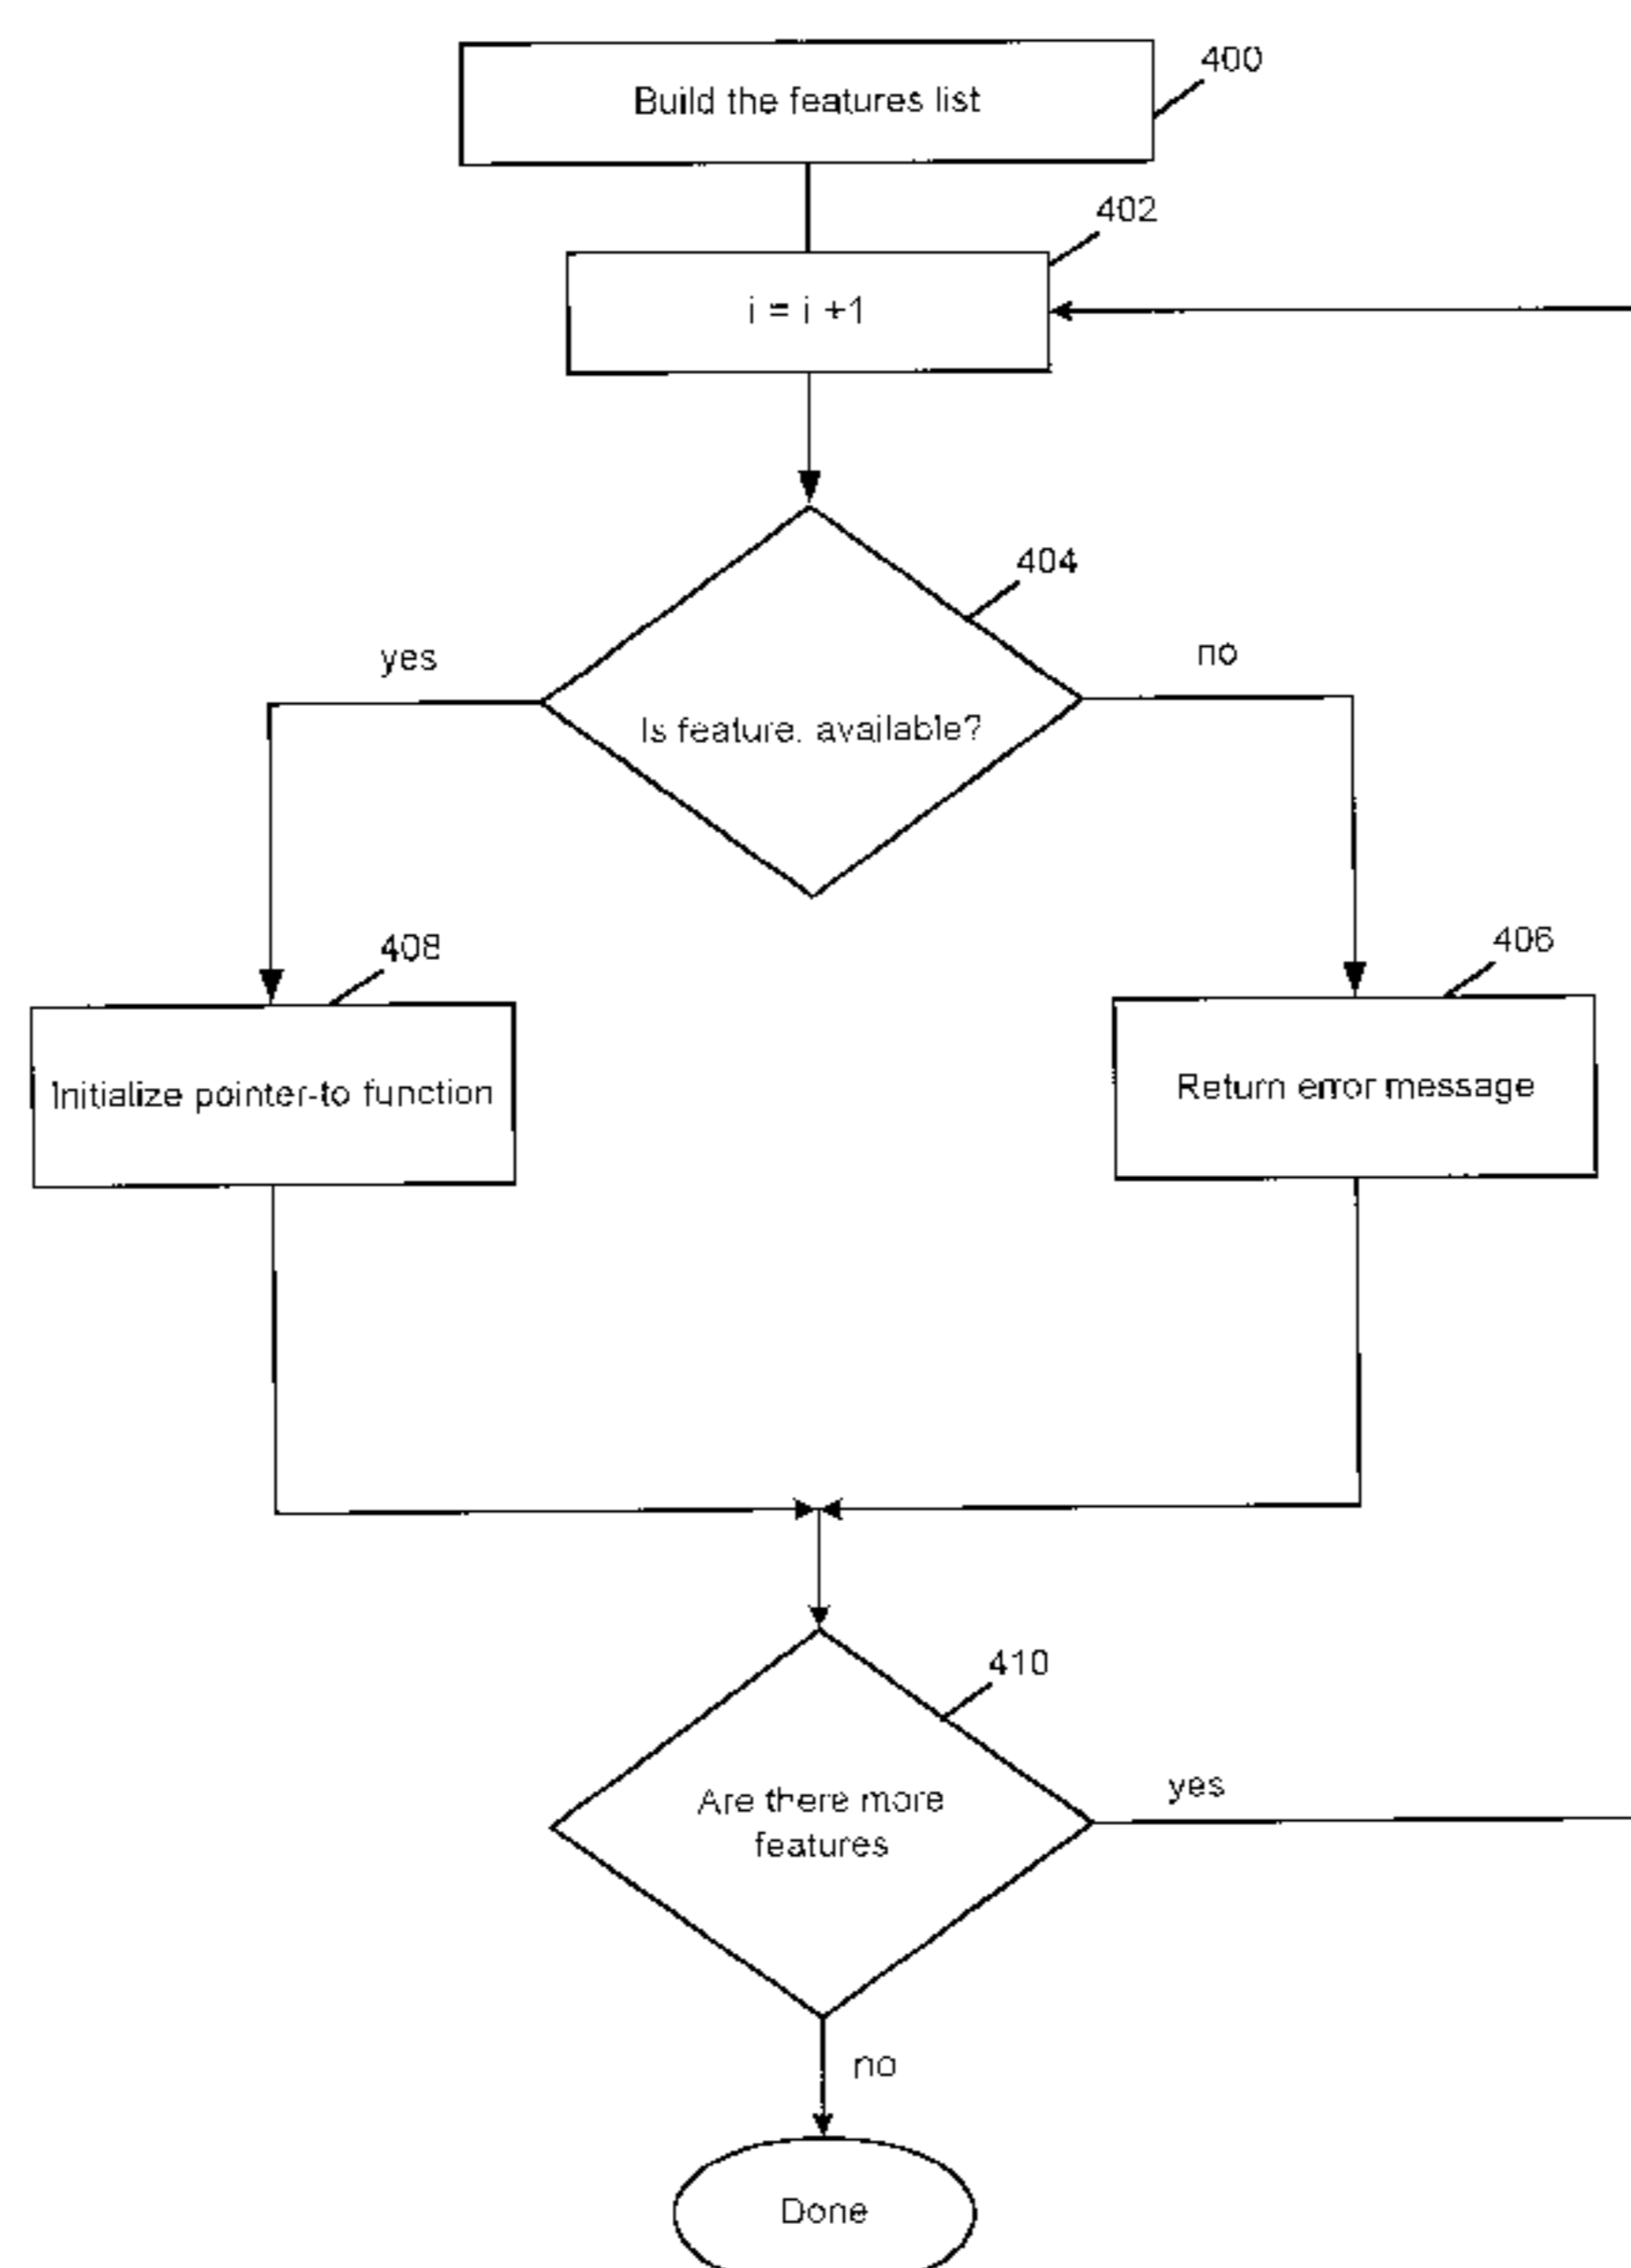 400
Build the features list
402
i = i +1
404
yes
no
Is feature, available?
408
406
Initialize pointer-to function
Return error message
410
Are there more
features
yes
no
Done